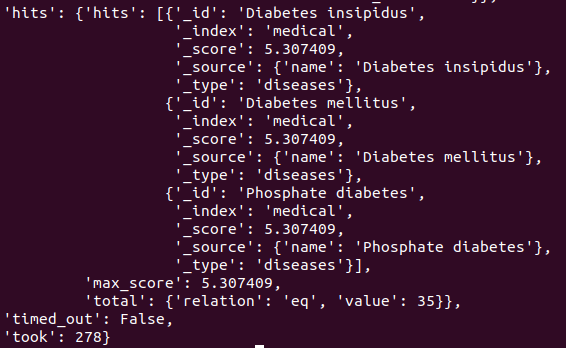 'hits': {'hits': [{'_id': 'Diabetes insipidus',
'_index': 'medical',
'_score': 5.307409,
'_source': {'name': 'Diabetes insipidus'},
'_type': 'diseases'},
{'_id': 'Diabetes mellitus',
'_index': 'medical',
'_score': 5.307409,
'_source': {'name': 'Diabetes mellitus'},
'_type': 'diseases'},
{'_id': 'Phosphate diabetes',
'_index': 'medical',
'_score': 5.307409,
'_source': {'name': 'Phosphate diabetes'},
'_type': 'diseases'}],
'max_score': 5.307409,
'total': {'relation': 'eq', 'value': 35}},
'timed_out': False,
'took': 278}